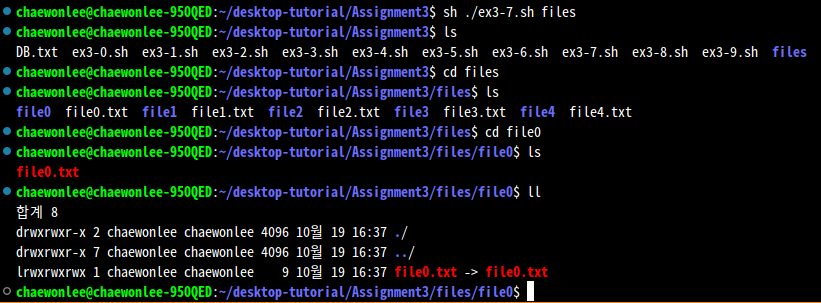 chaewonlee@chaewonlee-950QED:~/desktop-tutorial/Assignment3$ sh ./ex3-7.sh files
chaewonlee@chaewonlee-950QED:~/desktop-tutorial/Assignment3$ ls
DB.txt  ex3-0.sh  ex3-1.sh  ex3-2.sh  ex3-3.sh  ex3-4.sh  ex3-5.sh  ex3-6.sh  ex3-7.sh  ex3-8.sh  ex3-9.sh  files
chaewonlee@chaewonlee-950QED:~/desktop-tutorial/Assignment3$ cd files
chaewonlee@chaewonlee-950QED:~/desktop-tutorial/Assignment3/files$ ls
file0  file0.txt  file1  file1.txt  file2  file2.txt  file3  file3.txt  file4  file4.txt
chaewonlee@chaewonlee-950QED:~/desktop-tutorial/Assignment3/files$ cd file0
chaewonlee@chaewonlee-950QED:~/desktop-tutorial/Assignment3/files/file0$ ls
file0.txt
chaewonlee@chaewonlee-950QED:~/desktop-tutorial/Assignment3/files/file0$ ll
합계 8
drwxrwxr-x 2 chaewonlee chaewonlee 4096 10월 19 16:37 ./
drwxrwxr-x 7 chaewonlee chaewonlee 4096 10월 19 16:37 ../
lrwxrwxrwx 1 chaewonlee chaewonlee    9 10월 19 16:37 file0.txt -> file0.txt
chaewonlee@chaewonlee-950QED:~/desktop-tutorial/Assignment3/files/file0$